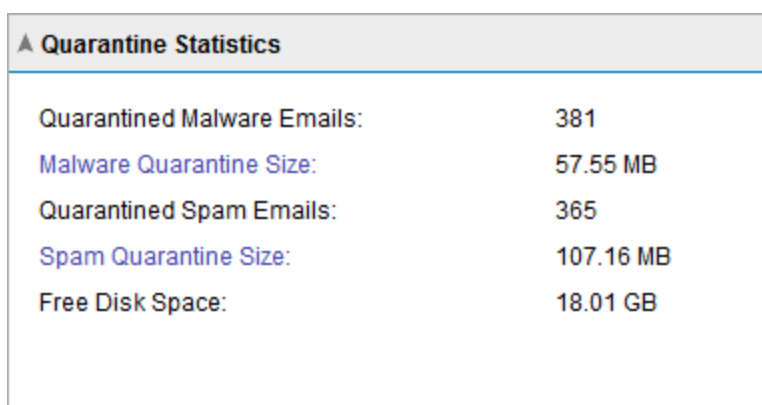 Quarantine Statistics
Quarantined Malware Emails: 381
Malware Quarantine Size: 57.55 MB
Quarantined Spam Emails: 365
Spam Quarantine Size: 107.16 MB
Free Disk Space: 18.01 GB